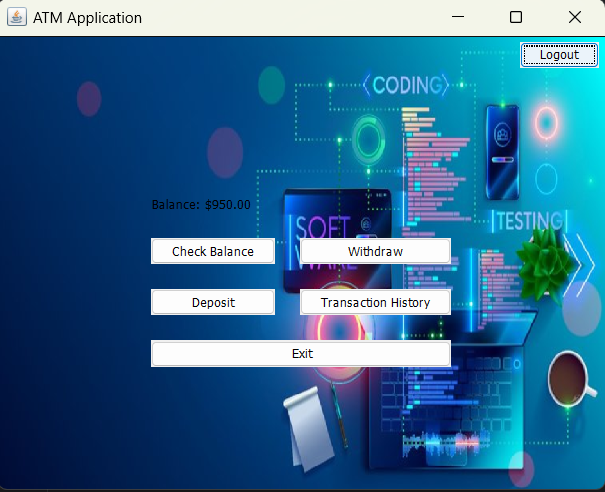 ATM Application
Logout
CODING
Balance: $950.00
TESTING
SOFT
WARE
Check Balance
Withdraw
Deposit
Transaction History
Exit